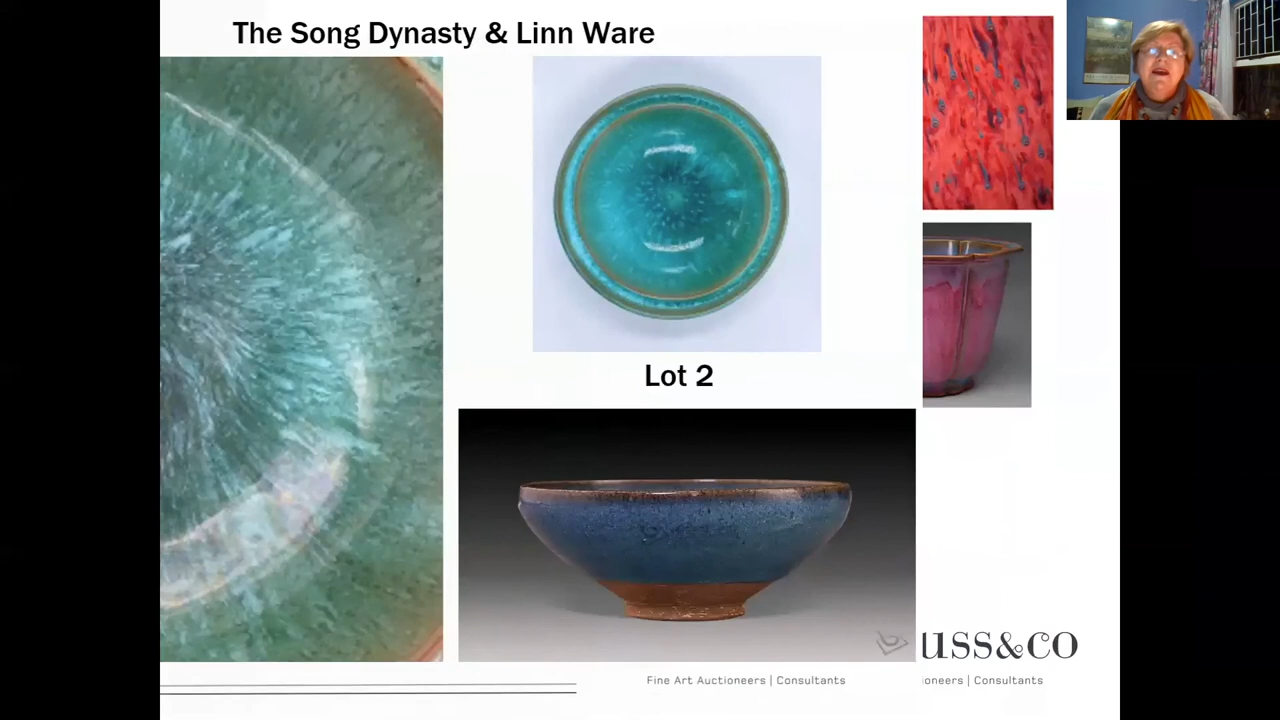 The Song Dynasty & Linn Ware
Lot 2
uss&co
Fine Art Auctioneers | Consultants
ioneers | Consultants